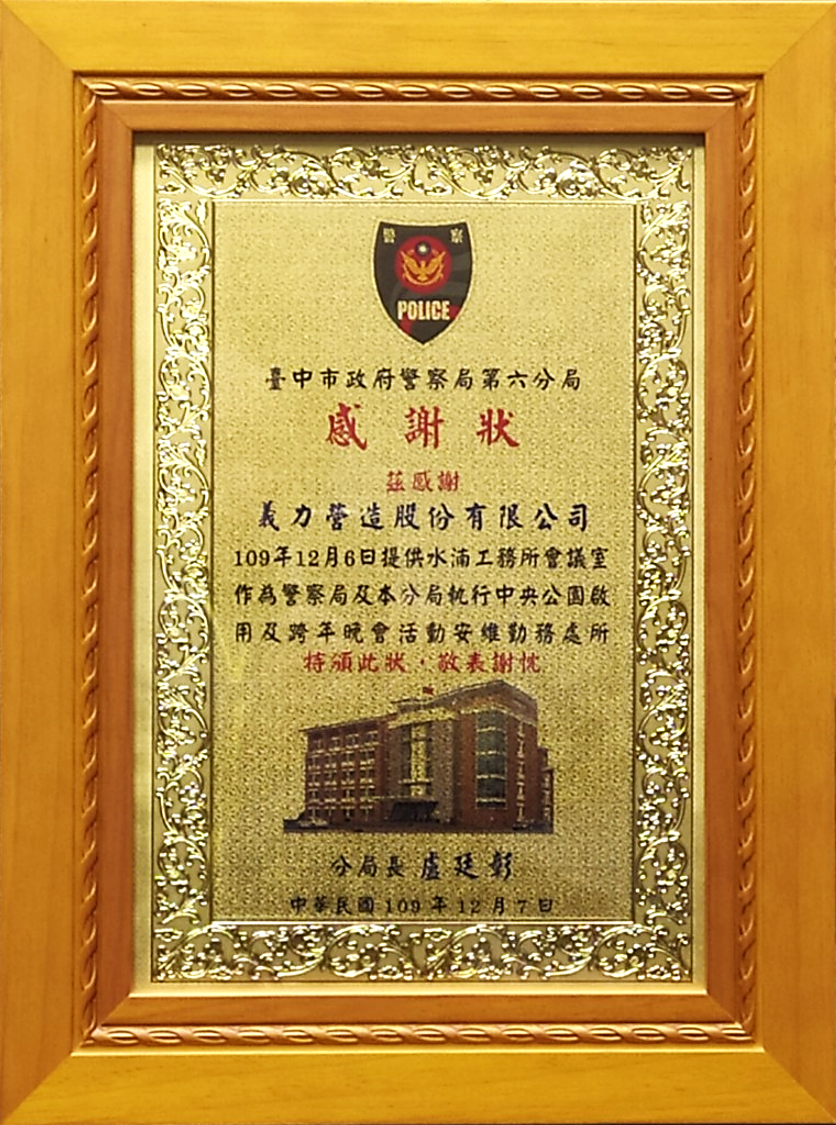 警 察
POLICE
臺中市政府警察局第六分局
感謝狀
茲感謝
義力營造股份有限公司
109年12月6日提供水湳工務所會議室
作為警察局及本分局執行中央公園啟
用及跨年晚會活動安維勤務處所
特頒此狀，敬表謝忱
分局長 盧廷彰
中華民國 109 年 12 月 7 日